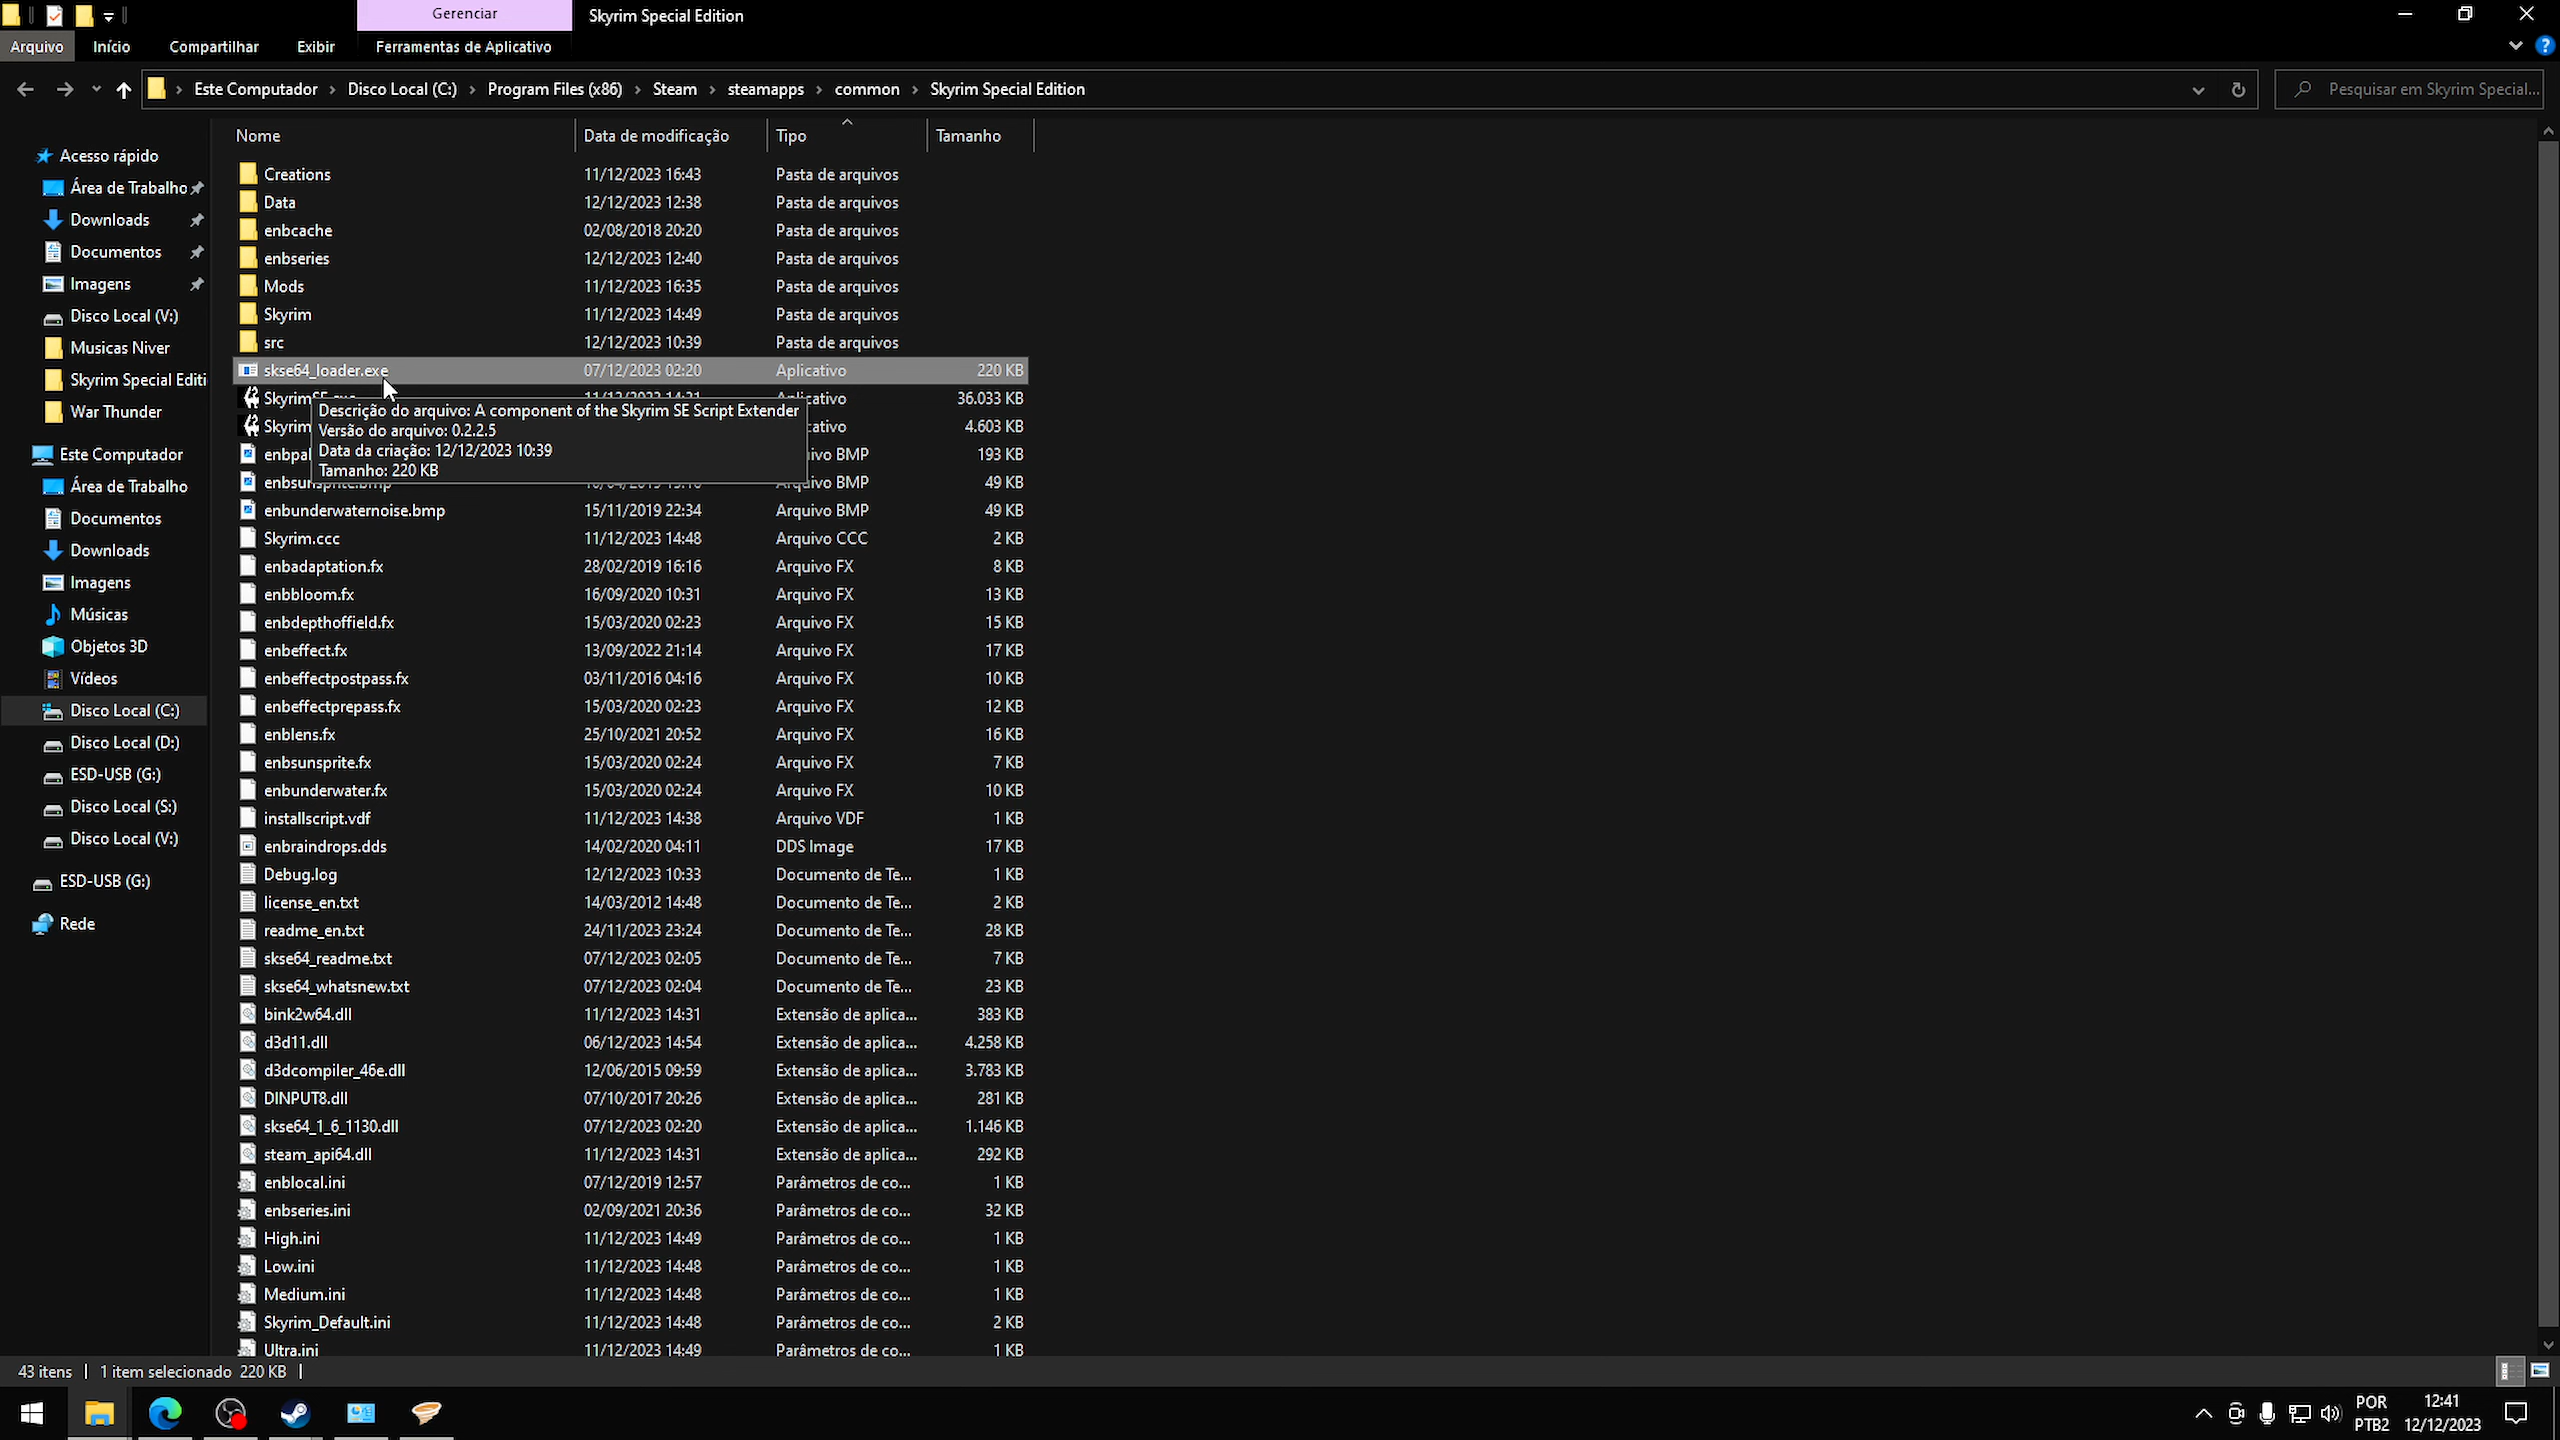 Gerenciar
Skyrim Special Edition
Arquivo Início Compartilhar Exibir Ferramentas de Aplicativo
Este Computador Disco Local (C:) Program Files (x86) Steam steamapps common Skyrim Special Edition
Pesquisar em Skyrim Special...
Acesso rápido
Área de Trabalho
Downloads
Documentos
Imagens
Disco Local (V:)
Musicas Niver
Skyrim Special Editi
War Thunder
Este Computador
Área de Trabalho
Documentos
Downloads
Imagens
Músicas
Objetos 3D
Vídeos
Disco Local (C:)
Disco Local (D:)
ESD-USB (G:)
Disco Local (S:)
Disco Local (V:)
ESD-USB (G:)
Rede
Nome Data de modificação Tipo Tamanho
Creations 11/12/2023 16:43 Pasta de arquivos
Data 12/12/2023 12:38 Pasta de arquivos
enbcache 02/08/2018 20:20 Pasta de arquivos
enbseries 12/12/2023 12:40 Pasta de arquivos
Mods 11/12/2023 16:35 Pasta de arquivos
Skyrim 11/12/2023 14:49 Pasta de arquivos
src 12/12/2023 10:39 Pasta de arquivos
skse64_loader.exe 07/12/2023 02:20 Aplicativo 220 KB
SkyrimSE.exe 11/12/2023 14:31 icativo 36.033 KB
Skyrim cativo 4.603 KB
enbpal ivo BMP 193 KB
enbsunsprite.bmp Arquivo BMP 49 KB
Descrição do arquivo: A component of the Skyrim SE Script Extender
Versão do arquivo: 0.2.2.5
Data da criação: 12/12/2023 10:39
Tamanho: 220 KB
enbunderwaternoise.bmp 15/11/2019 22:34 Arquivo BMP 49 KB
Skyrim.ccc 11/12/2023 14:48 Arquivo CCC 2 KB
enbadaptation.fx 28/02/2019 16:16 Arquivo FX 8 KB
enbbloom.fx 16/09/2020 10:31 Arquivo FX 13 KB
enbdepthoffield.fx 15/03/2020 02:23 Arquivo FX 15 KB
enbeffect.fx 13/09/2022 21:14 Arquivo FX 17 KB
enbeffectpostpass.fx 03/11/2016 04:16 Arquivo FX 10 KB
enbeffectprepass.fx 15/03/2020 02:23 Arquivo FX 12 KB
enblens.fx 25/10/2021 20:52 Arquivo FX 16 KB
enbsunsprite.fx 15/03/2020 02:24 Arquivo FX 7 KB
enbunderwater.fx 15/03/2020 02:24 Arquivo FX 10 KB
installscript.vdf 11/12/2023 14:38 Arquivo VDF 1 KB
enbraindrops.dds 14/02/2020 04:11 DDS Image 17 KB
Debug.log 12/12/2023 10:33 Documento de Te... 1 KB
license_en.txt 14/03/2012 14:48 Documento de Te... 2 KB
readme_en.txt 24/11/2023 23:24 Documento de Te... 28 KB
skse64_readme.txt 07/12/2023 02:05 Documento de Te... 7 KB
skse64_whatsnew.txt 07/12/2023 02:04 Documento de Te... 23 KB
bink2w64.dll 11/12/2023 14:31 Extensão de aplica... 383 KB
d3d11.dll 06/12/2023 14:54 Extensão de aplica... 4.258 KB
d3dcompiler_46e.dll 12/06/2015 09:59 Extensão de aplica... 3.783 KB
DINPUT8.dll 07/10/2017 20:26 Extensão de aplica... 281 KB
skse64_1_6_1130.dll 07/12/2023 02:20 Extensão de aplica... 1.146 KB
steam_api64.dll 11/12/2023 14:31 Extensão de aplica... 292 KB
enblocal.ini 07/12/2019 12:57 Parâmetros de co... 1 KB
enbseries.ini 02/09/2021 20:36 Parâmetros de co... 32 KB
High.ini 11/12/2023 14:49 Parâmetros de co... 1 KB
Low.ini 11/12/2023 14:48 Parâmetros de co... 1 KB
Medium.ini 11/12/2023 14:48 Parâmetros de co... 1 KB
Skyrim_Default.ini 11/12/2023 14:48 Parâmetros de co... 2 KB
Ultra.ini 11/12/2023 14:49 Parâmetros de co... 1 KB
43 itens 1 item selecionado 220 KB
POR 12:41
PTB2 12/12/2023